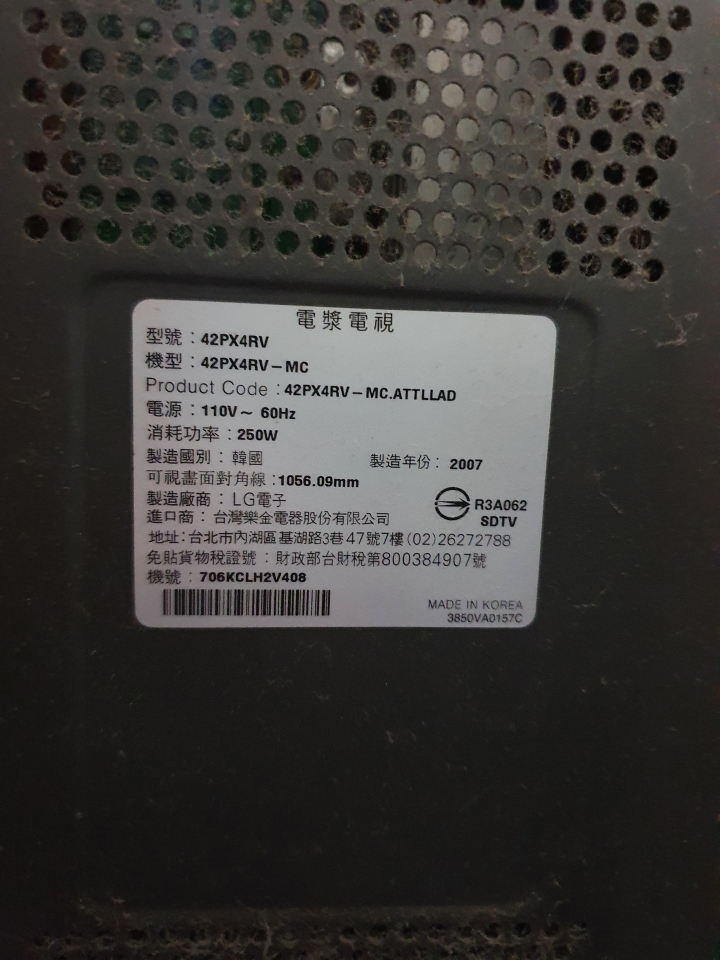 電漿電視
型號：42PX4RV
機型：42PX4RV－MC
Product Code：42PX4RV－MC.ATTLLAD
電源：110V～ 60Hz
消耗功率：250W
製造國別：韓國 製造年份：2007
可視畫面對角線：1056.09mm
製造廠商：LG電子
進口商：台灣樂金電器股份有限公司
R3A062
SDTV
地址：台北市內湖區基湖路3巷47號7樓(02)26272788
免貼貨物稅證號：財政部台財稅第800384907號
機號：706KCLH2V408
MADE IN KOREA
3850VA0157C